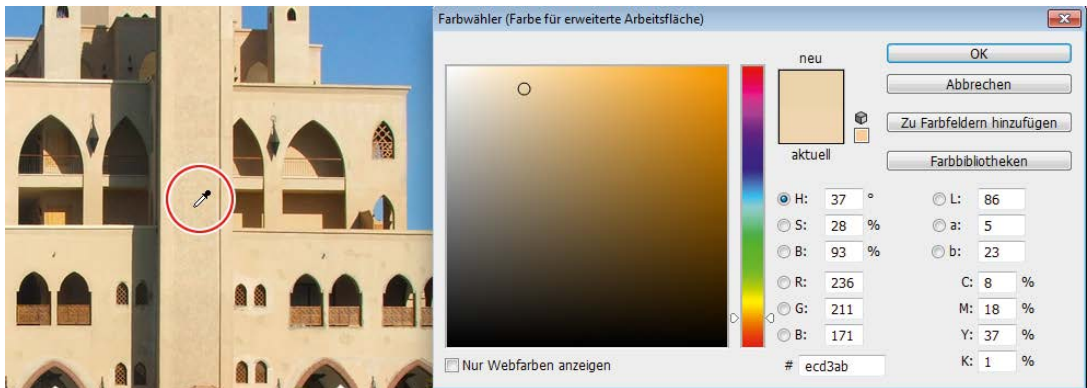 Farbwähler (Farbe für erweiterte Arbeitsfläche)
neu
aktuell
OK
Abbrechen
Zu Farbfeldern hinzufügen
Farbbibliotheken
H: 37 °
S: 28 %
B: 93 %
R: 236
G: 211
B: 171
# ecd3ab
L: 86
a: 5
b: 23
C: 8 %
M: 18 %
Y: 37 %
K: 1 %
Nur Webfarben anzeigen